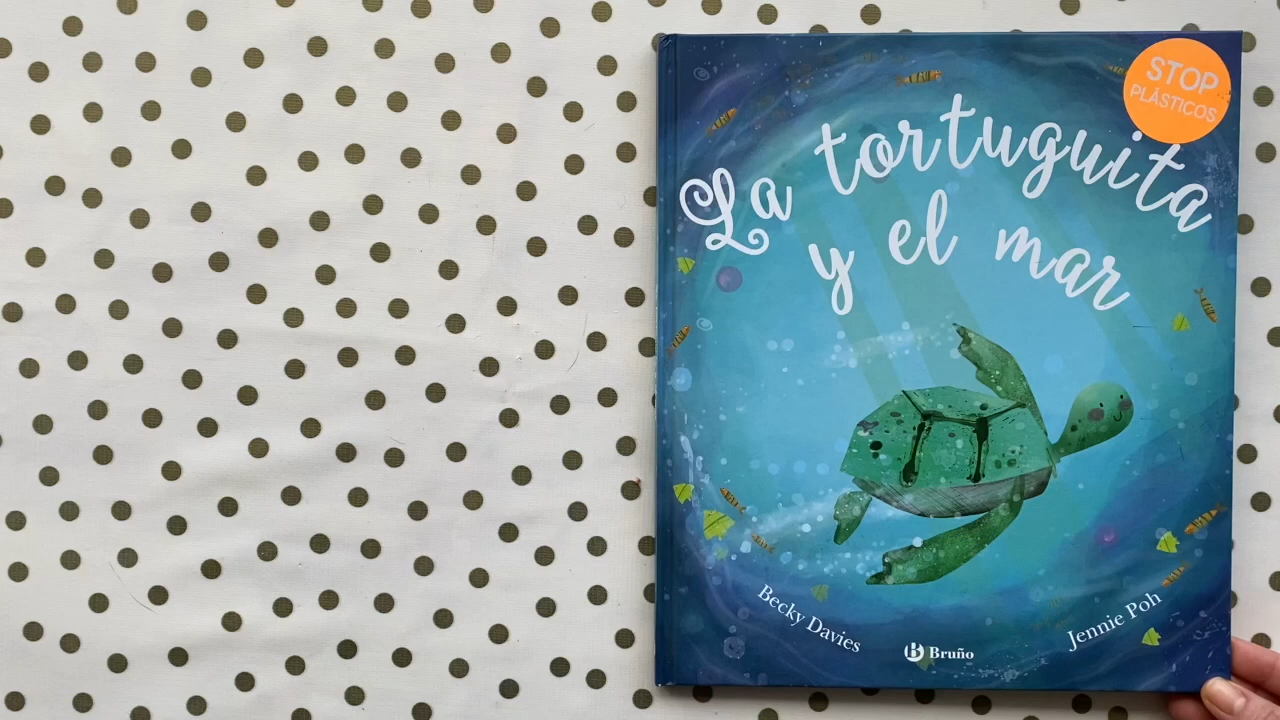 STOP
PLÁSTICOS
La tortuguita
y el mar
Becky Davies
Bruño
Jennie Poh